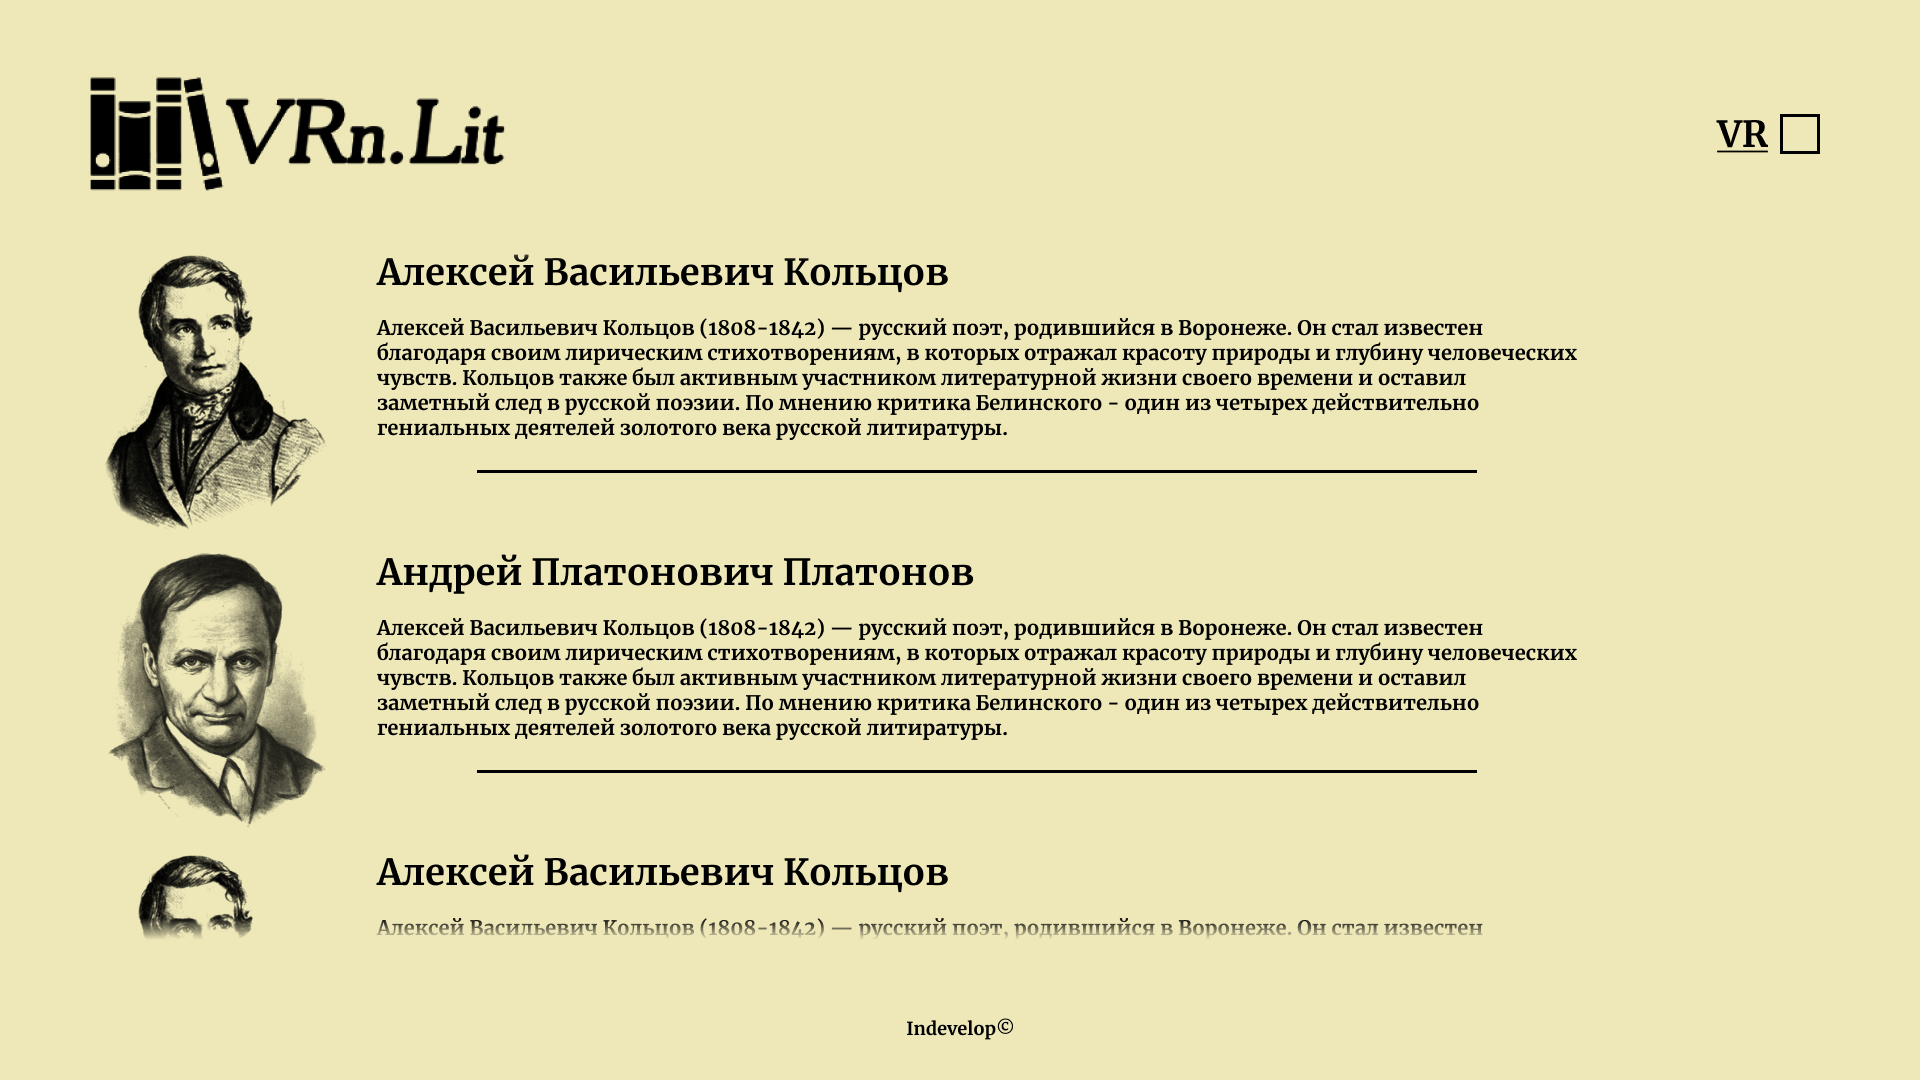 VRn.Lit
VR
Алексей Васильевич Кольцов
Алексей Васильевич Кольцов (1808-1842) — русский поэт, родившийся в Воронеже. Он стал известен
благодаря своим лирическим стихотворениям, в которых отражал красоту природы и глубину человеческих
чувств. Кольцов также был активным участником литературной жизни своего времени и оставил
заметный след в русской поэзии. По мнению критика Белинского - один из четырех действительно
гениальных деятелей золотого века русской литиратуры.
Андрей Платонович Платонов
Алексей Васильевич Кольцов (1808-1842) — русский поэт, родившийся в Воронеже. Он стал известен
благодаря своим лирическим стихотворениям, в которых отражал красоту природы и глубину человеческих
чувств. Кольцов также был активным участником литературной жизни своего времени и оставил
заметный след в русской поэзии. По мнению критика Белинского - один из четырех действительно
гениальных деятелей золотого века русской литиратуры.
Алексей Васильевич Кольцов
Алексей Васильевич Кольцов (1808-1842) — русский поэт, родившийся в Воронеже. Он стал известен
Indevelop©